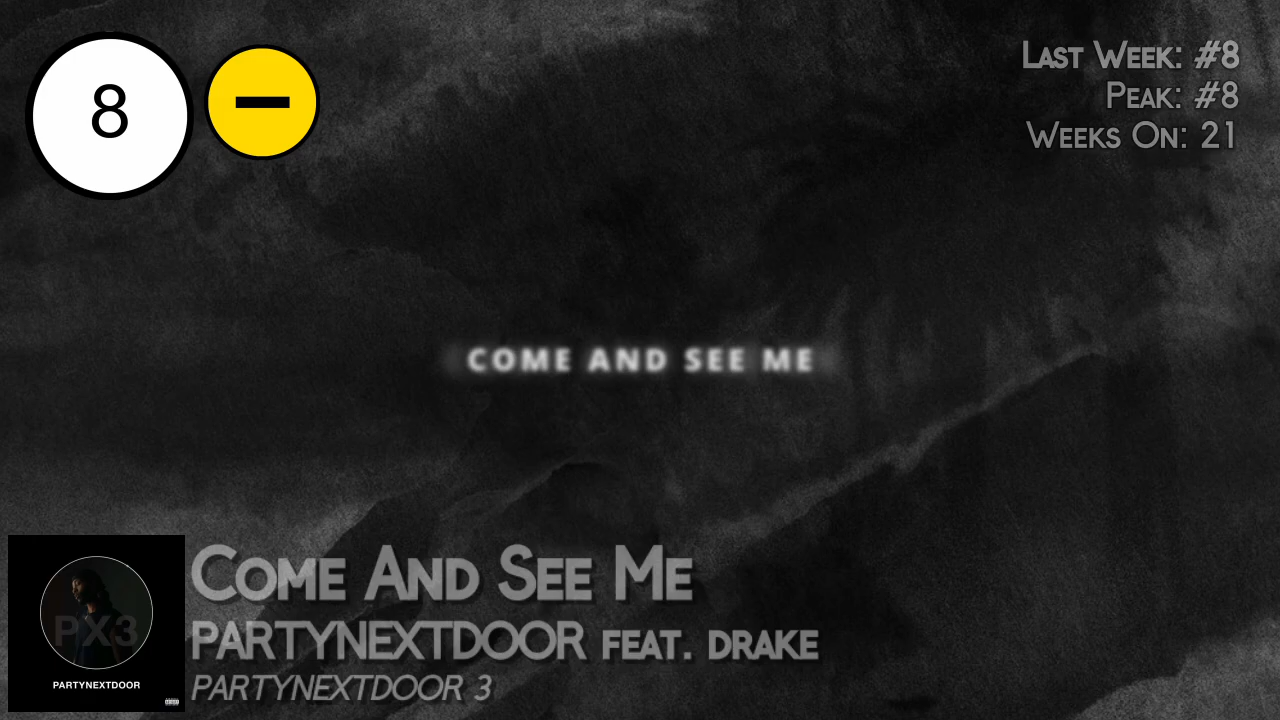 8
Last Week: #8
Peak: #8
Weeks On: 21
COME AND SEE ME
PX3
PARTYNEXTDOOR
Come And See Me
PARTYNEXTDOOR feat. Drake
PARTYNEXTDOOR 3